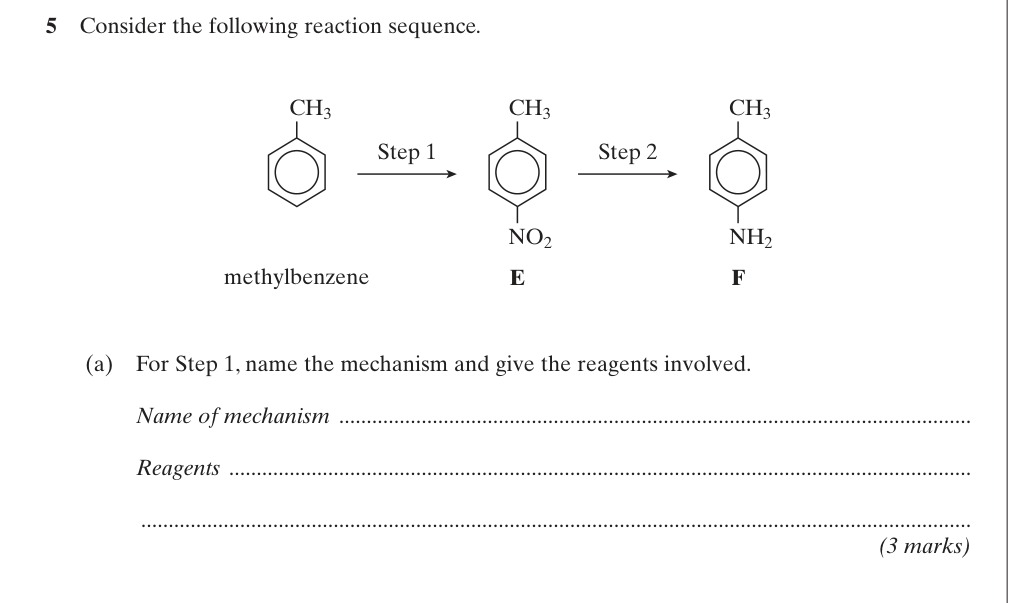 5 Consider the following reaction sequence.
CH₃ CH₃ CH₃
Step 1 Step 2
NO₂ NH₂
methylbenzene E F
(a) For Step 1, name the mechanism and give the reagents involved.
Name of mechanism ................................................................
Reagents ................................................................
................................................................
(3 marks)